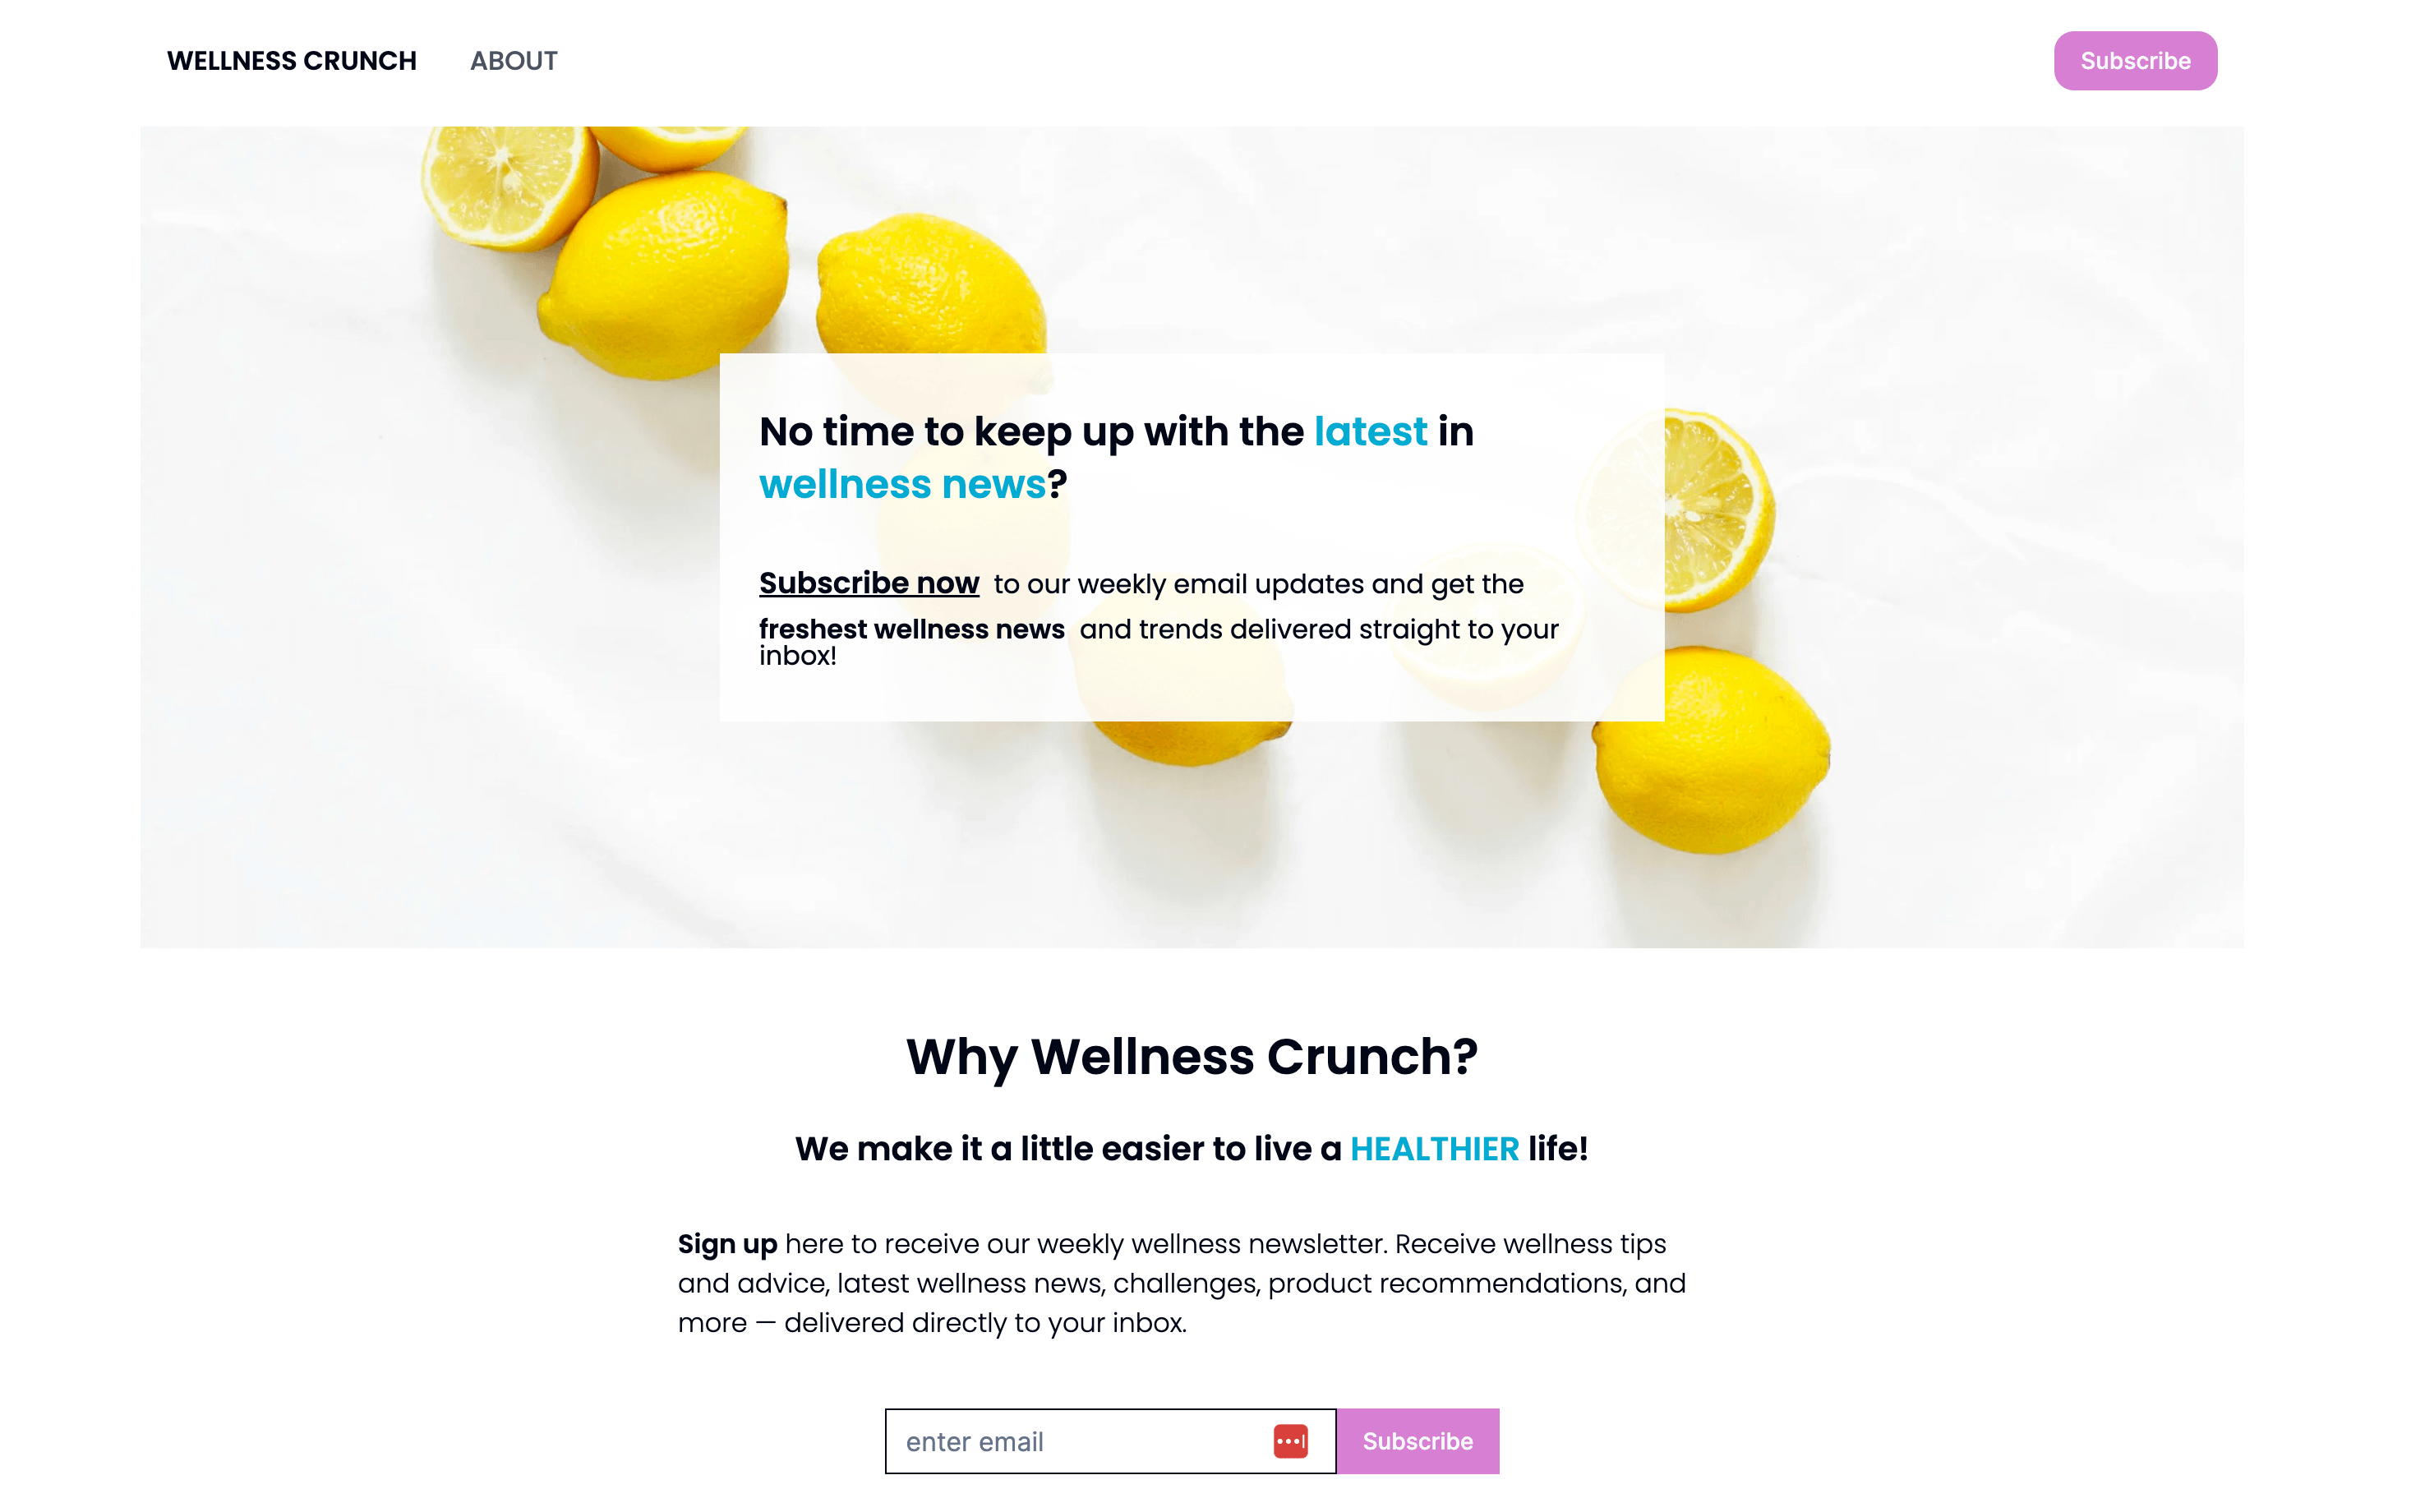 WELLNESS CRUNCH ABOUT Subscribe
No time to keep up with the latest in
wellness news?
Subscribe now to our weekly email updates and get the
freshest wellness news and trends delivered straight to your
inbox!
Why Wellness Crunch?
We make it a little easier to live a HEALTHIER life!
Sign up here to receive our weekly wellness newsletter. Receive wellness tips
and advice, latest wellness news, challenges, product recommendations, and
more — delivered directly to your inbox.
enter email Subscribe